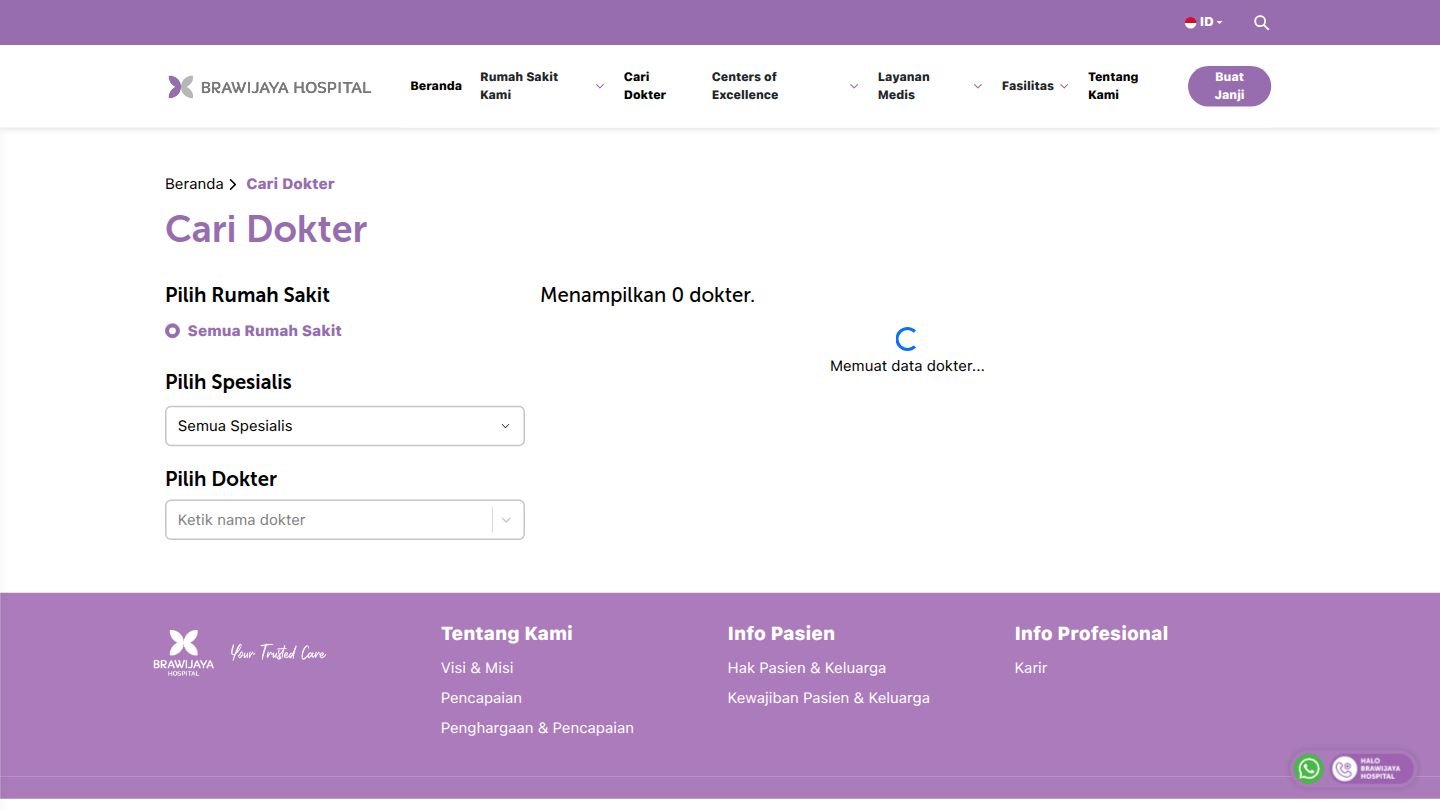 ID
BRAWIJAYA HOSPITAL
Beranda
Rumah Sakit
Kami
Cari
Dokter
Centers of
Excellence
Layanan
Medis
Fasilitas
Tentang
Kami
Buat
Janji
Beranda
Cari Dokter
Cari Dokter
Pilih Rumah Sakit
Semua Rumah Sakit
Pilih Spesialis
Semua Spesialis
Pilih Dokter
Ketik nama dokter
Menampilkan 0 dokter.
Memuat data dokter...
BRAWIJAYA
HOSPITAL
Your Trusted Care
Tentang Kami
Visi & Misi
Pencapaian
Penghargaan & Pencapaian
Info Pasien
Hak Pasien & Keluarga
Kewajiban Pasien & Keluarga
Info Profesional
Karir
HALO
BRAWIJAYA
HOSPITAL